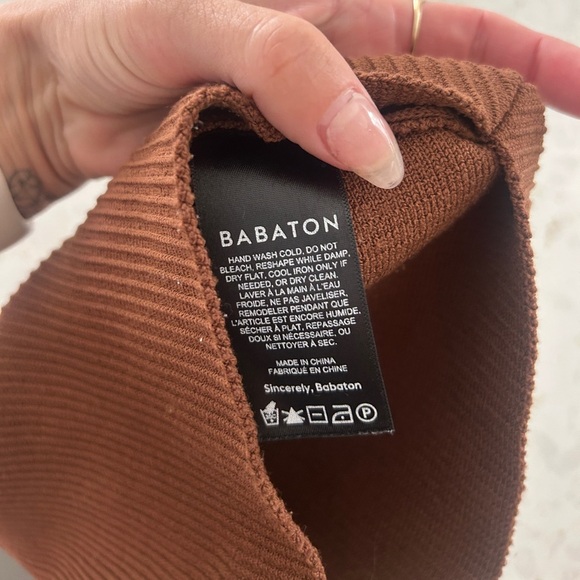 BABATON
HAND WASH COLD, DO NOT
BLEACH, RESHAPE WHILE DAMP,
DRY FLAT, COOL IRON ONLY IF
NEEDED, OR DRY CLEAN.
LAVER À LA MAIN À L'EAU
FROIDE, NE PAS JAVELISER,
REMODELER PENDANT QUE
L'ARTICLE EST ENCORE HUMIDE,
SÉCHER À PLAT, REPASSAGE
DOUX SI NÉCESSAIRE, OU
NETTOYER À SEC.
MADE IN CHINA
FABRIQUÉ EN CHINE
Sincerely, Babaton
P